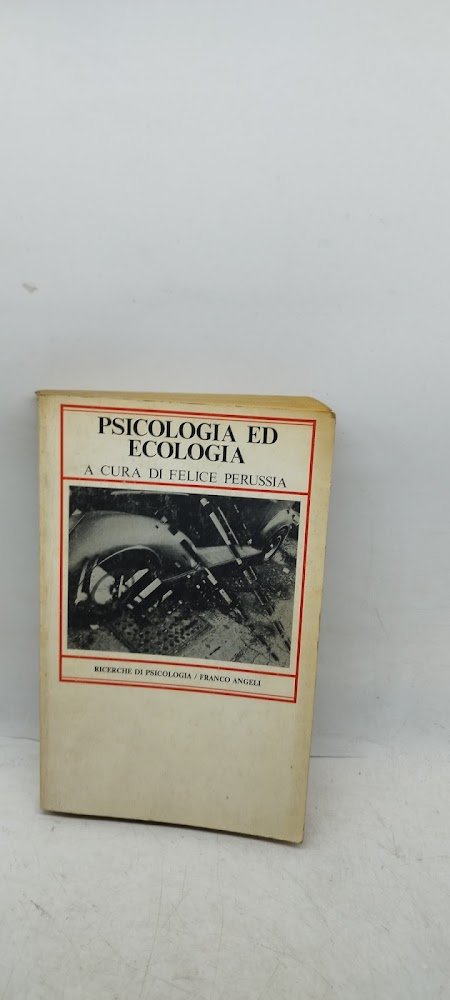 PSICOLOGIA ED
ECOLOGIA
A CURA DI FELICE PERUSSIA
RICERCHE DI PSICOLOGIA / FRANCO ANGELI